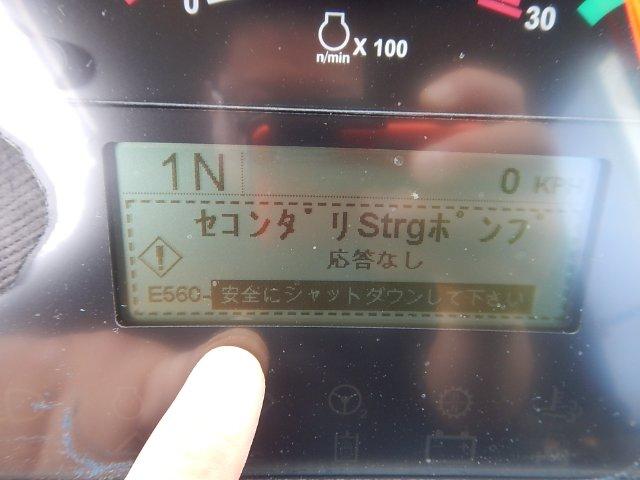 0
30
n/min X 100
1N 0 KPH
セコンダリStrgポンプ
応答なし
E560- 安全にシャットダウンして下さい